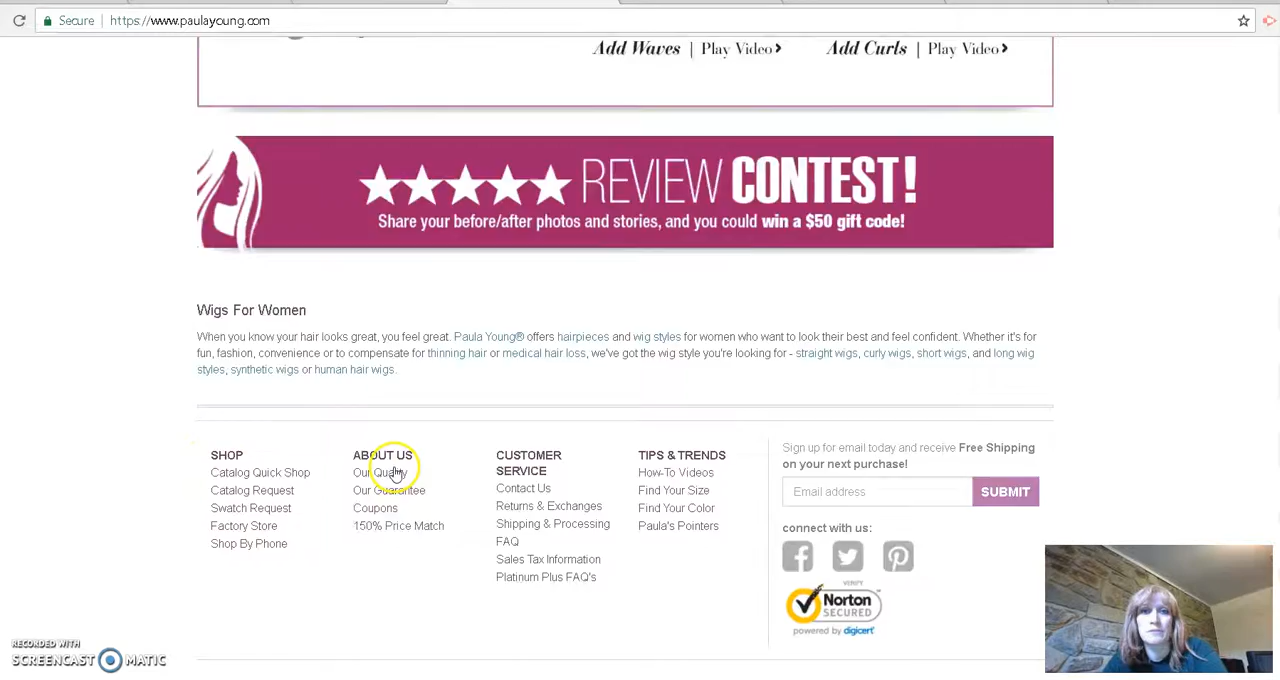 Secure | https://www.paulayoung.com
Add Waves | Play Video
Add Curls | Play Video
REVIEW CONTEST!
Share your before/after photos and stories, and you could win a $50 gift code!
Wigs For Women
When you know your hair looks great, you feel great. Paula Young® offers hairpieces and wig styles for women who want to look their best and feel confident. Whether it's for
fun, fashion, convenience or to compensate for thinning hair or medical hair loss, we've got the wig style you're looking for - straight wigs, curly wigs, short wigs, and long wig
styles, synthetic wigs or human hair wigs.
SHOP
Catalog Quick Shop
Catalog Request
Swatch Request
Factory Store
Shop By Phone
ABOUT US
Our Quality
Our Guarantee
Coupons
150% Price Match
CUSTOMER
SERVICE
Contact Us
Returns & Exchanges
Shipping & Processing
FAQ
Sales Tax Information
Platinum Plus FAQ's
TIPS & TRENDS
How-To Videos
Find Your Size
Find Your Color
Paula's Pointers
Sign up for email today and receive Free Shipping
on your next purchase!
Email address
SUBMIT
connect with us:
VERIFY
Norton
SECURED
powered by digicert
RECORDED WITH
SCREENCAST MATIC